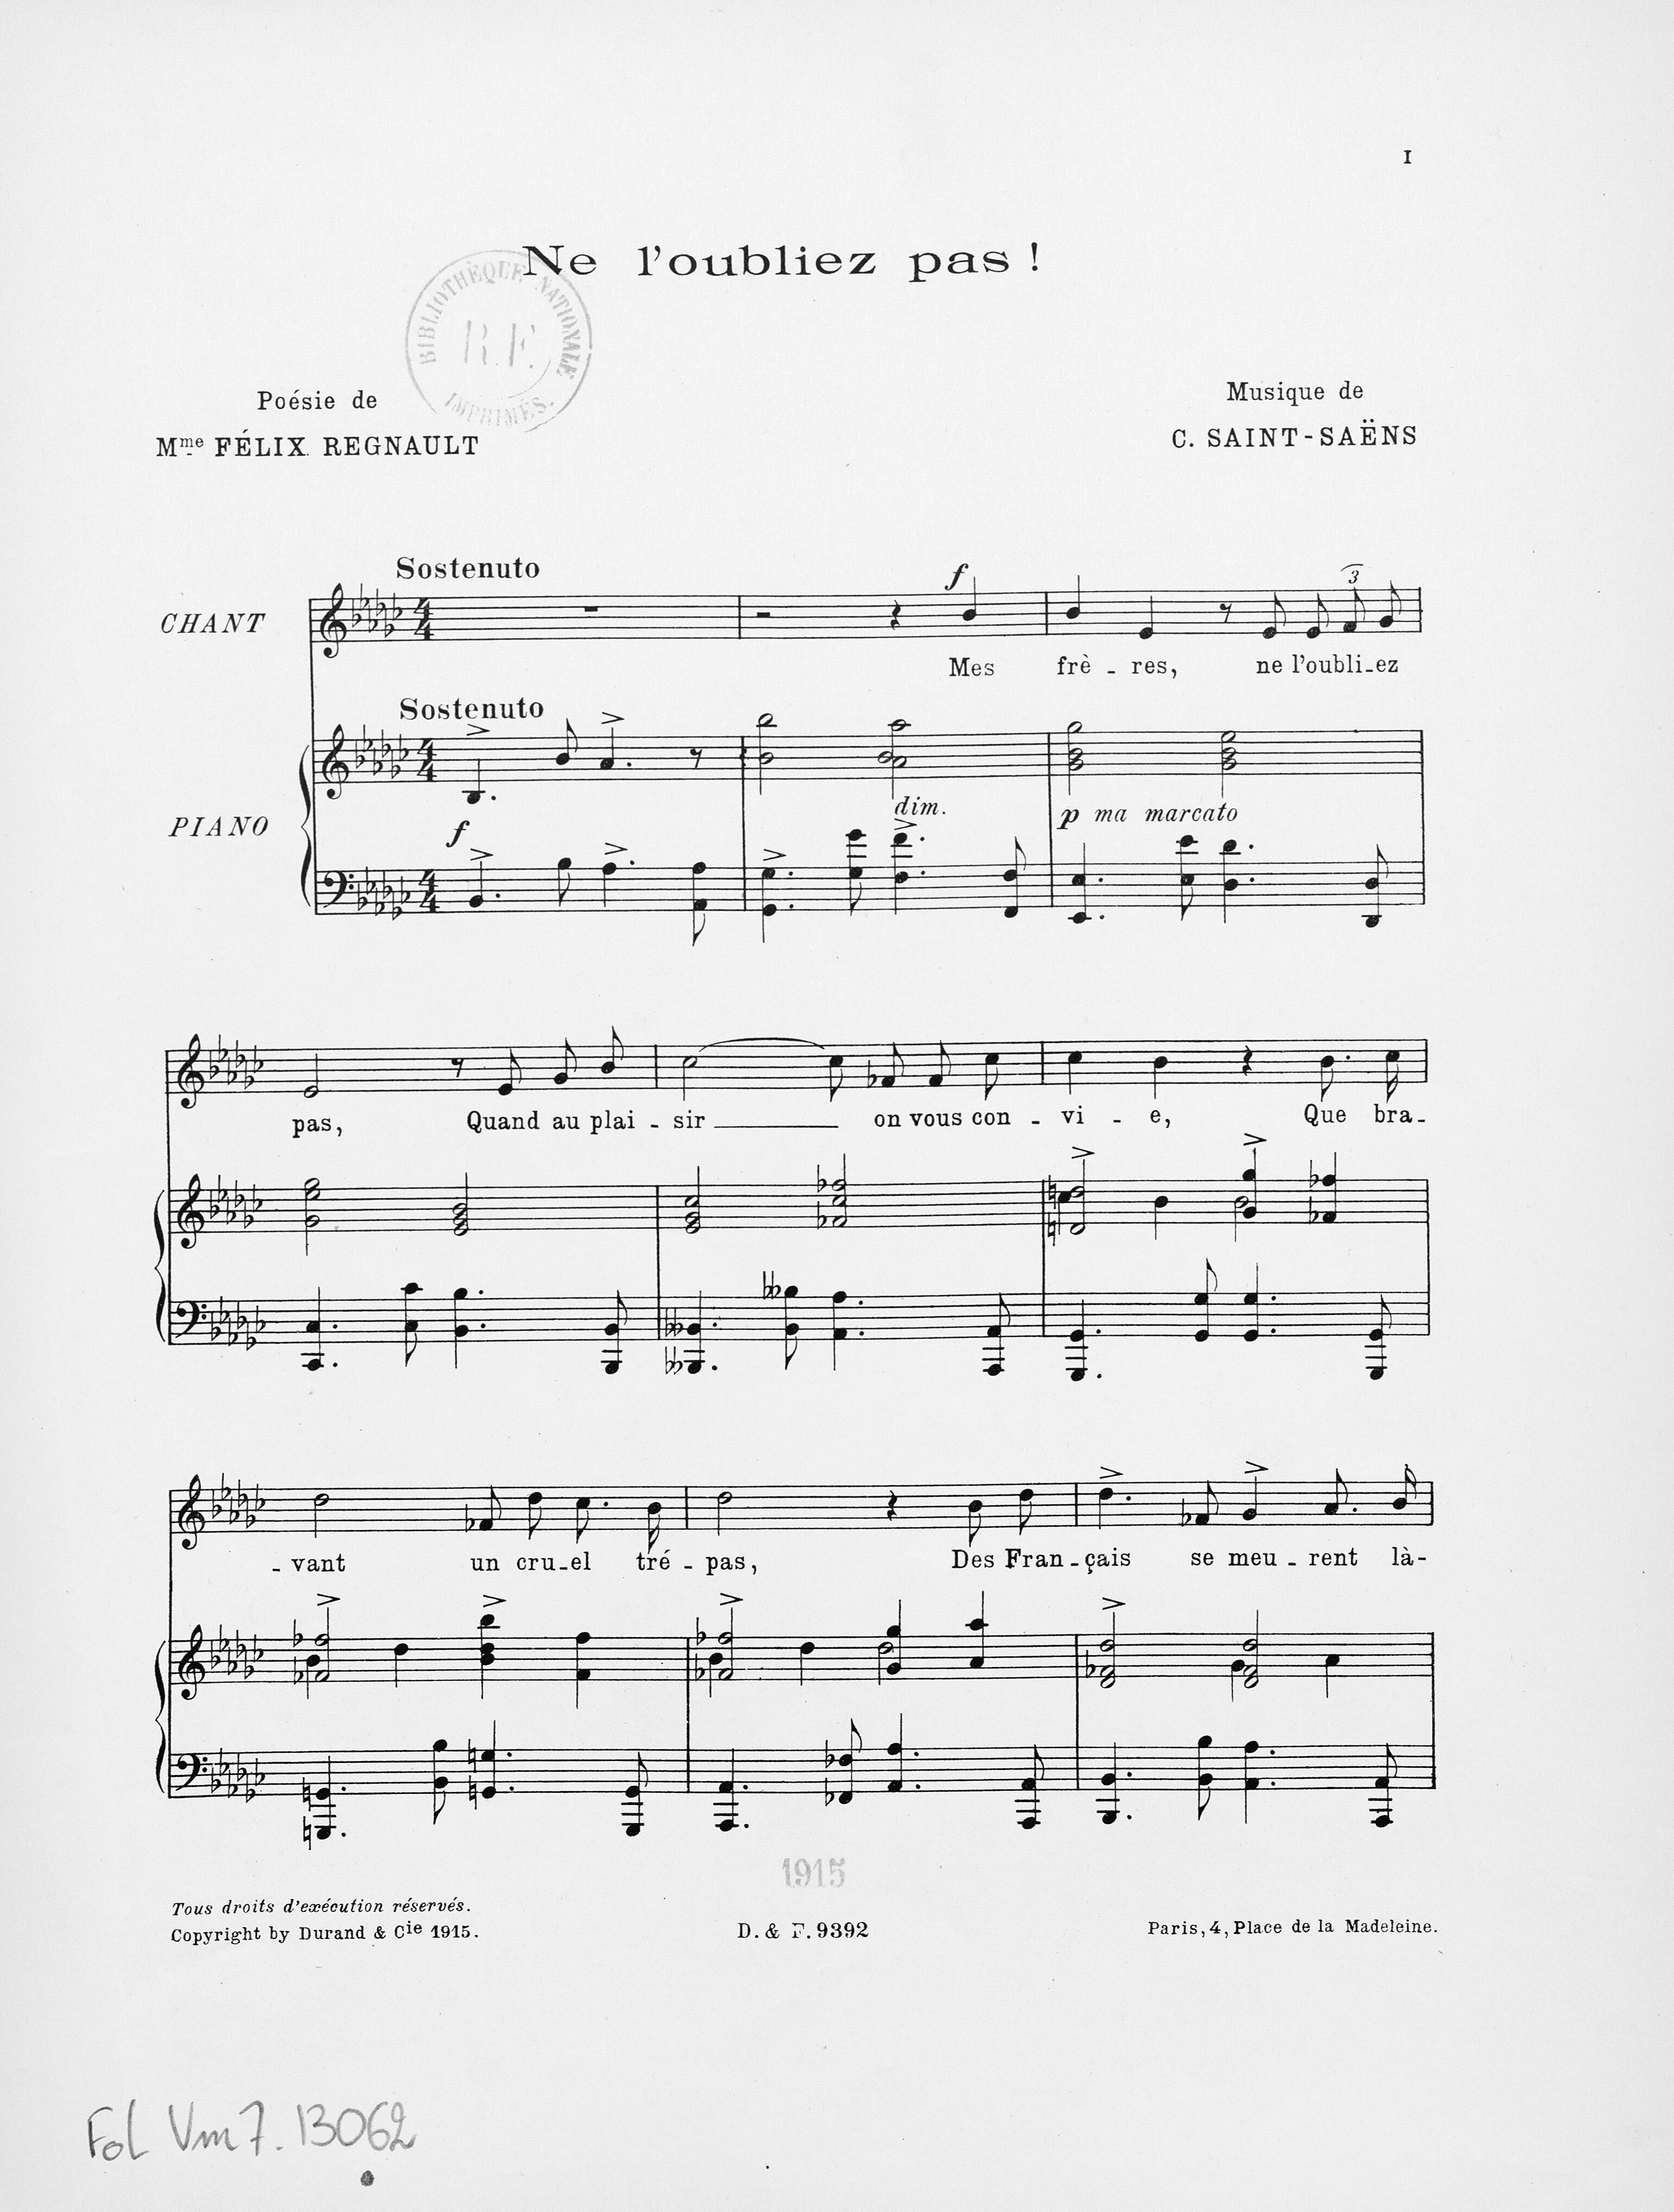 1
Ne l'oubliez pas !
BIBLIOTHÈQUE NATIONALE
R.F.
IMPRIMÉS.
Poésie de
Mme FÉLIX REGNAULT
Musique de
C. SAINT-SAËNS
Sostenuto
CHANT
f
3
Mes frè - res, ne l'oubli-ez
Sostenuto
PIANO
f
dim.
p ma marcato
pas, Quand au plai - sir on vous con - vi - e, Que bra-
- vant un cru-el tré - pas, Des Fran - çais se meu - rent là-
1915
Tous droits d'exécution réservés.
Copyright by Durand & Cie 1915.
D. & F. 9392
Paris, 4, Place de la Madeleine.
Fol Vm7. 13062